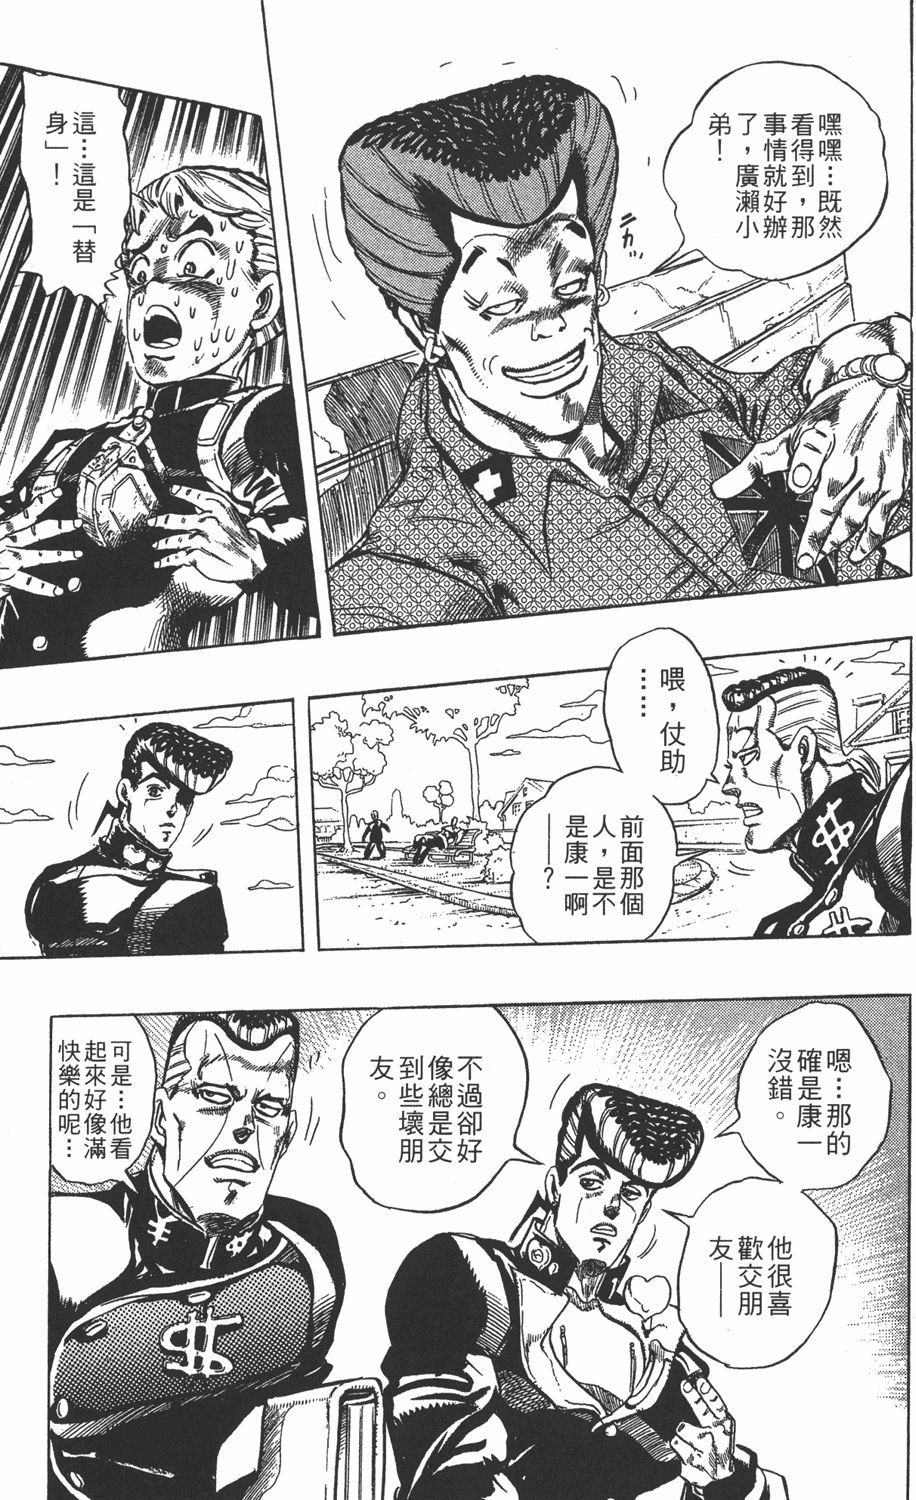 嘿嘿…既然
看得到，那
事情就好辦
了，廣瀨小
弟！
ニカッ
這…這是「替
身」！
喂，仗助
……
前面那個
人，是不
是康一啊
——？
嗯…那的
確是康一
沒錯。
他很喜
歡交朋
友——
不過卻好
像總是交
到些壞朋
友。
可是…他看
起來好像滿
快樂的呢…